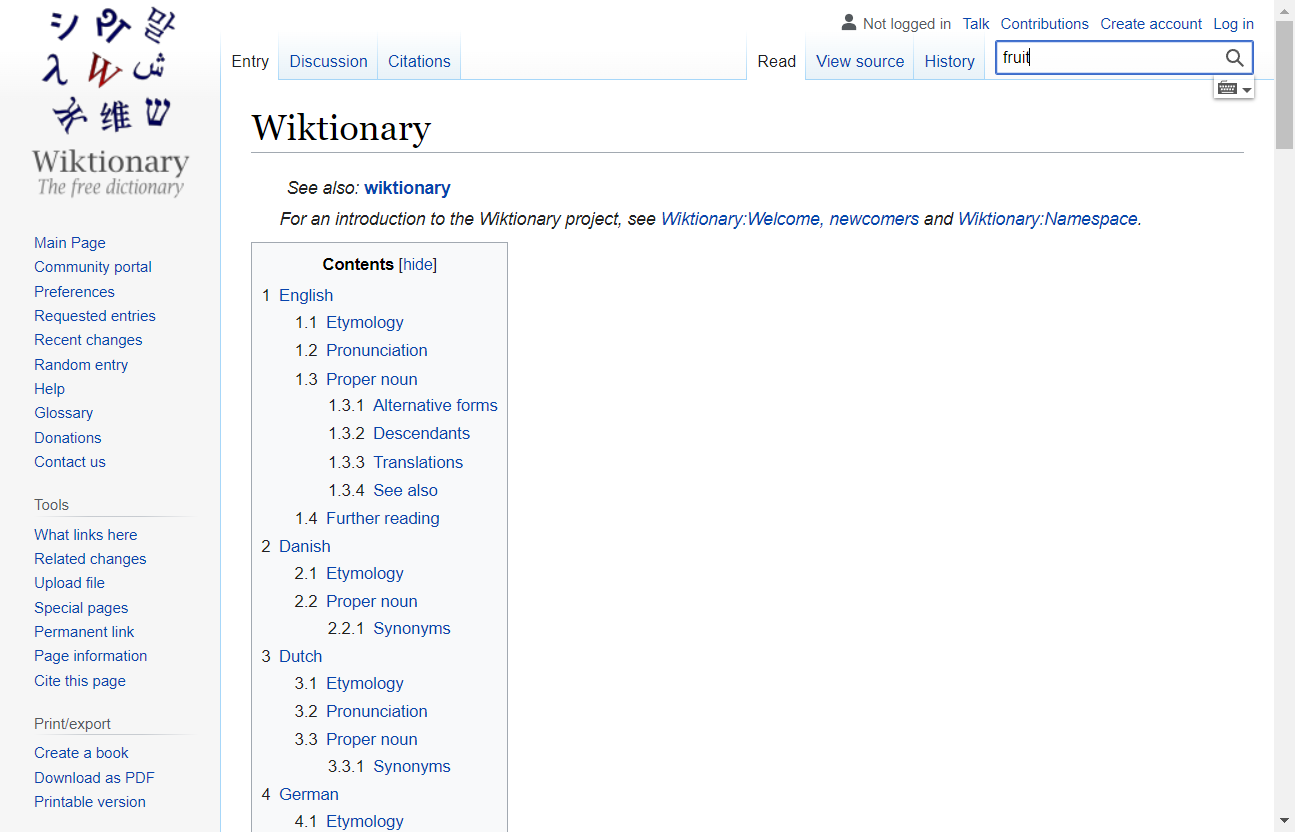 シ ກີ 말
λ W ش
ཝི 维 ש
Wiktionary
The free dictionary
Not logged in Talk Contributions Create account Log in
Entry Discussion Citations Read View source History fruit
Wiktionary
See also: wiktionary
For an introduction to the Wiktionary project, see Wiktionary:Welcome, newcomers and Wiktionary:Namespace.
Contents [hide]
1 English
1.1 Etymology
1.2 Pronunciation
1.3 Proper noun
1.3.1 Alternative forms
1.3.2 Descendants
1.3.3 Translations
1.3.4 See also
1.4 Further reading
2 Danish
2.1 Etymology
2.2 Proper noun
2.2.1 Synonyms
3 Dutch
3.1 Etymology
3.2 Pronunciation
3.3 Proper noun
3.3.1 Synonyms
4 German
4.1 Etymology
Main Page
Community portal
Preferences
Requested entries
Recent changes
Random entry
Help
Glossary
Donations
Contact us
Tools
What links here
Related changes
Upload file
Special pages
Permanent link
Page information
Cite this page
Print/export
Create a book
Download as PDF
Printable version